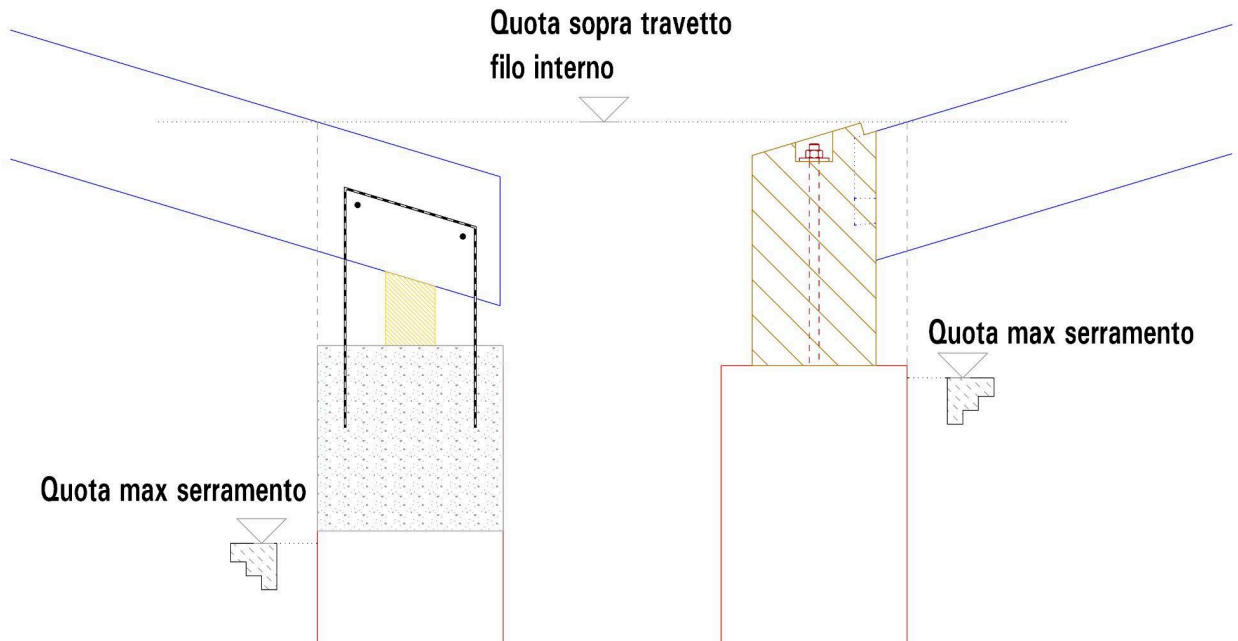 Quota sopra travetto
filo interno
Quota max serramento
Quota max serramento